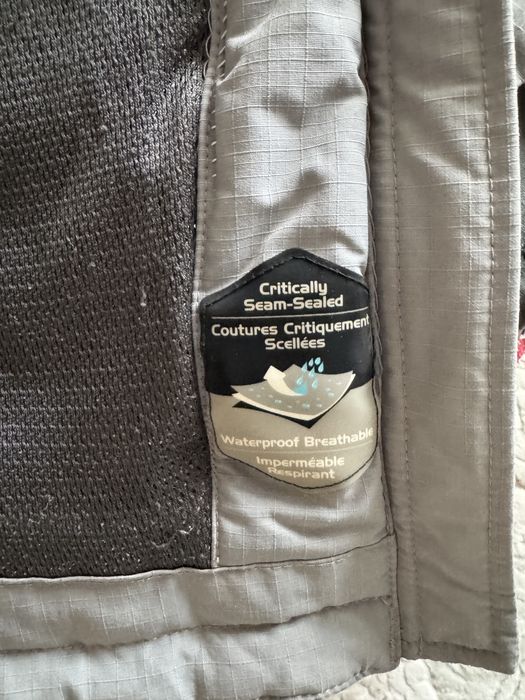 Critically
Seam-Sealed
Coutures Critiquement
Scellées
Waterproof Breathable
Imperméable
Respirant